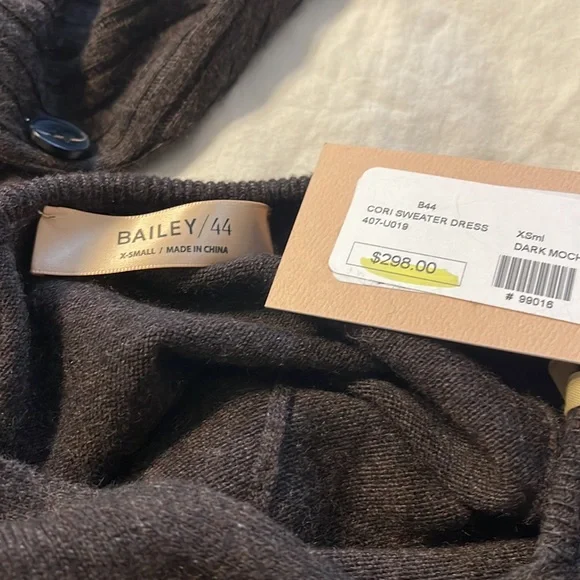 BAILEY/44
X-SMALL / MADE IN CHINA
B44
CORI SWEATER DRESS
407-U019
XSml
DARK MOCH
$298.00
# 99016